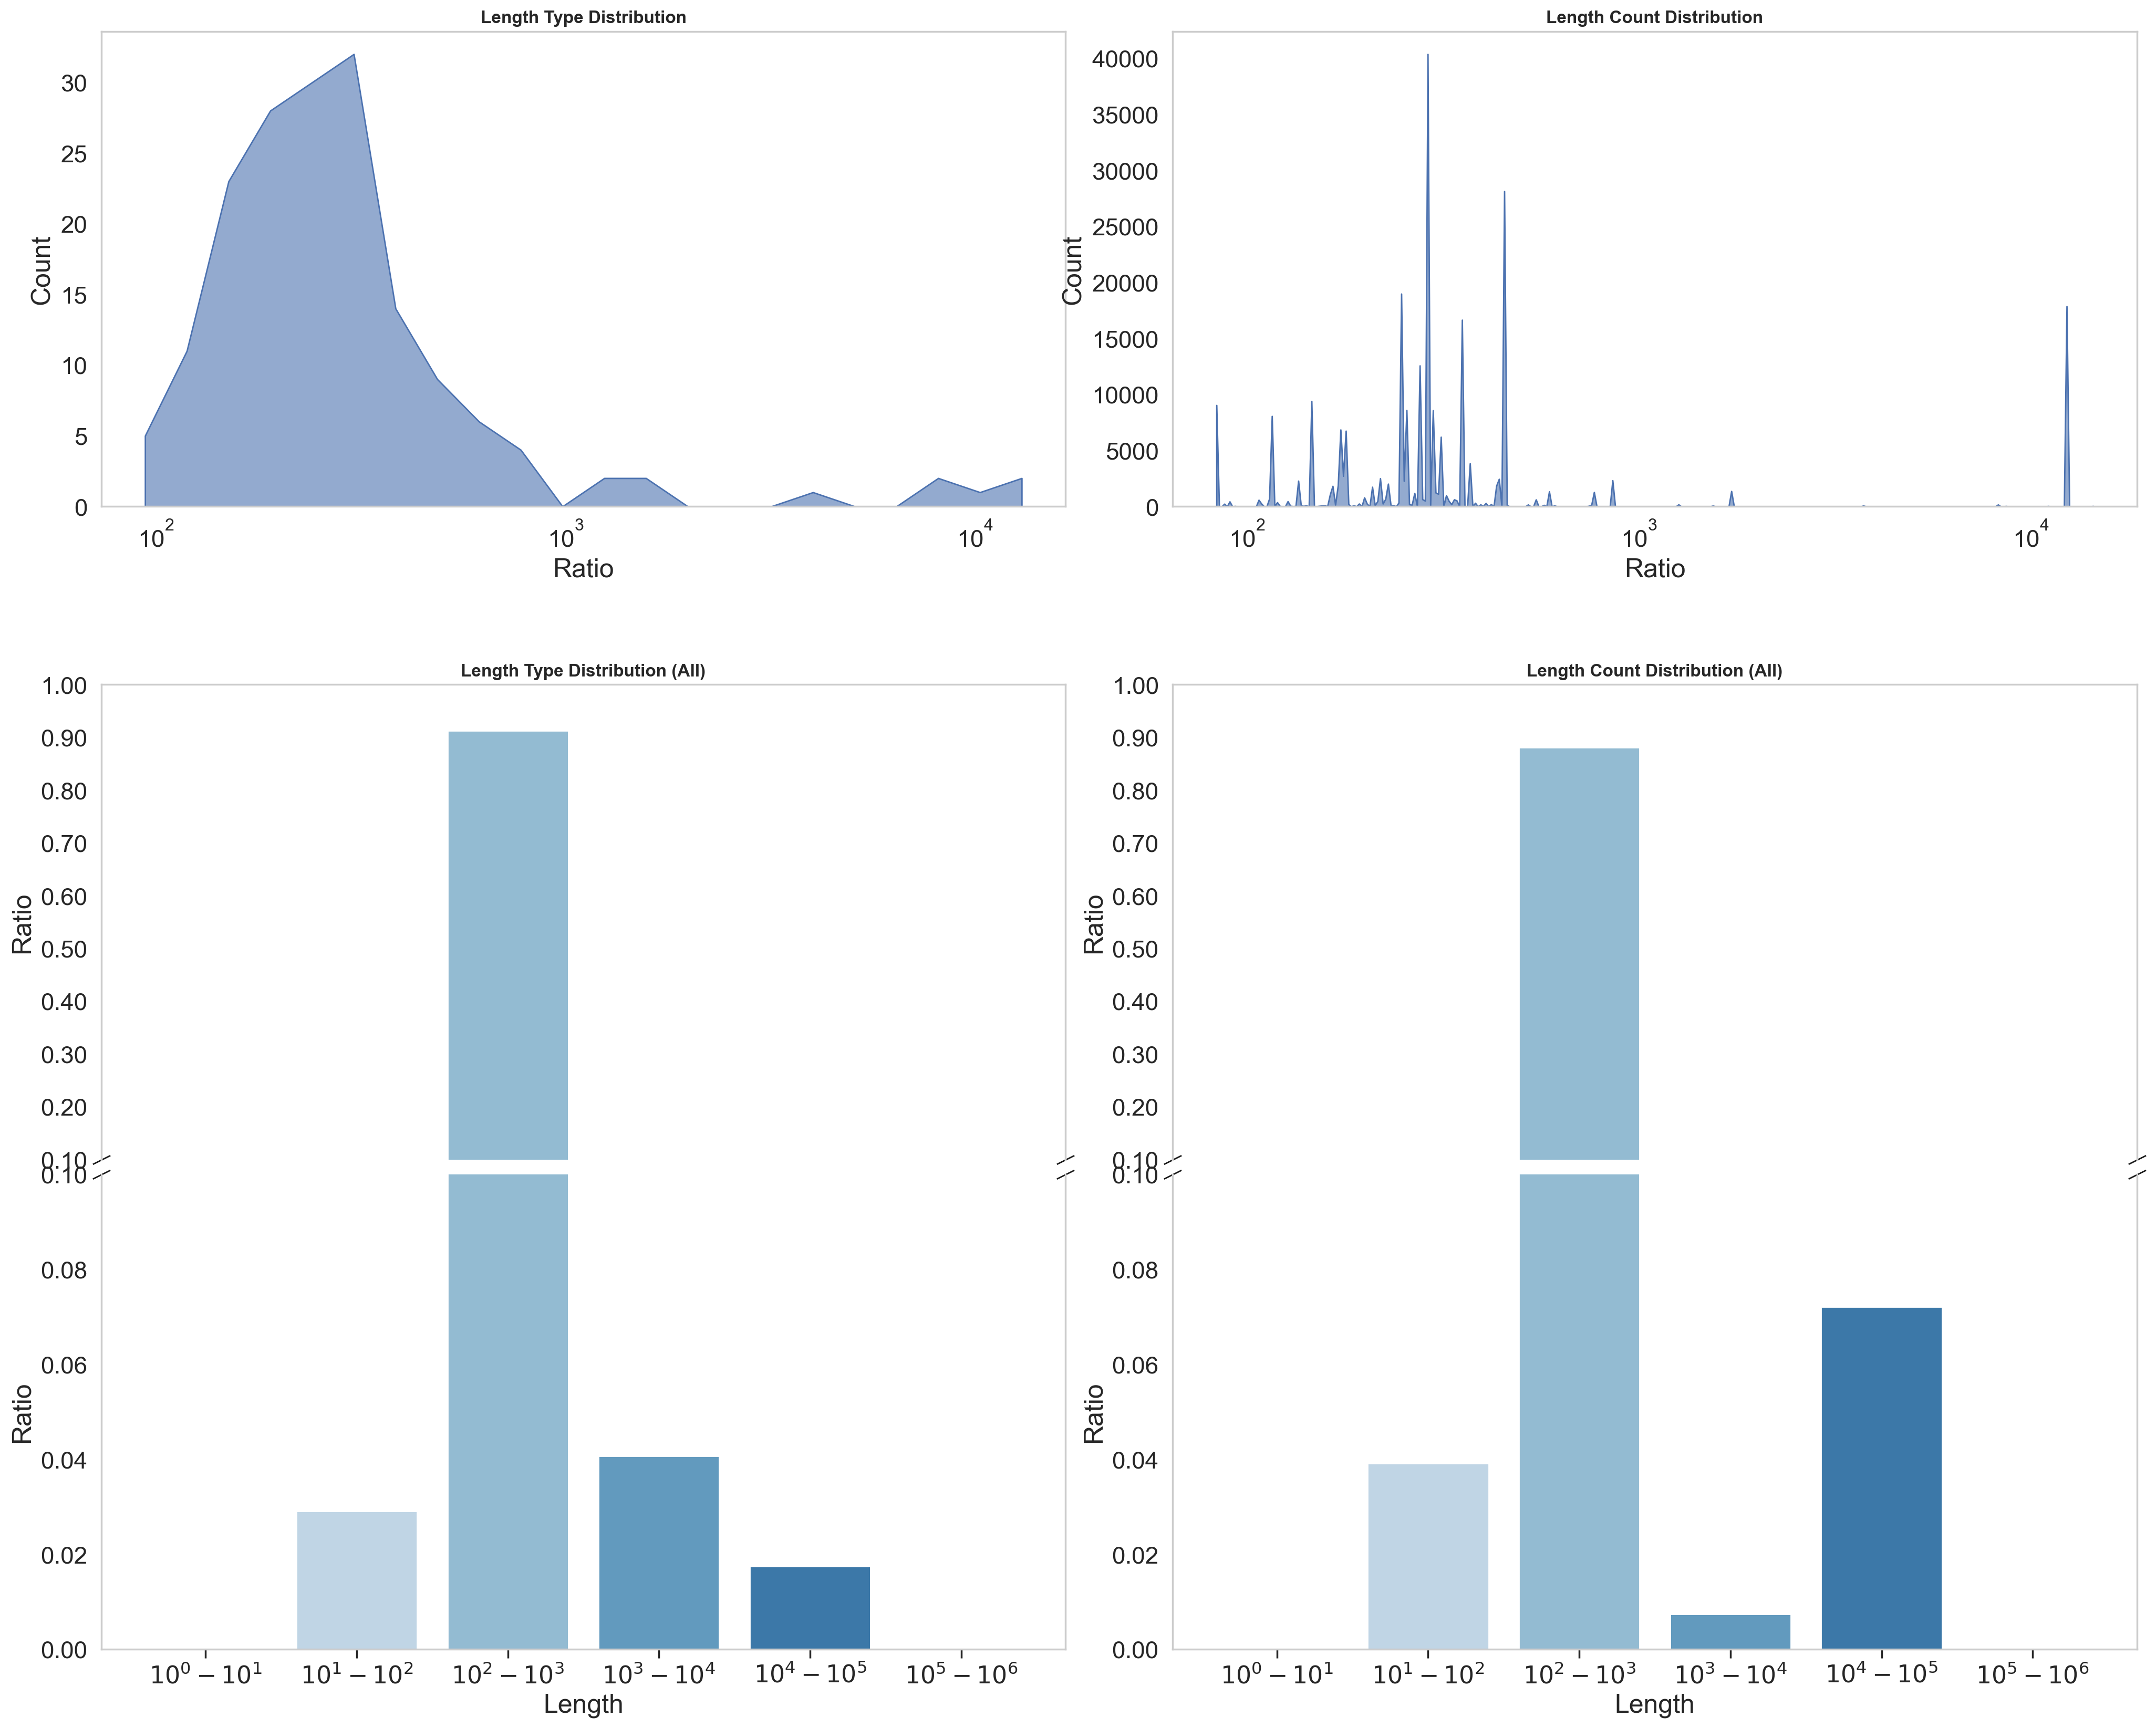 Length Type Distribution
30
25
20
15
10
5
0
Count
10^2
10^3
10^4
Ratio
Length Count Distribution
40000
35000
30000
25000
20000
15000
10000
5000
0
Count
10^2
10^3
10^4
Ratio
Length Type Distribution (All)
1.00
0.90
0.80
0.70
0.60
0.50
0.40
0.30
0.20
0.10
Ratio
0.10
0.08
0.06
0.04
0.02
0.00
Ratio
10^0 − 10^1
10^1 − 10^2
10^2 − 10^3
10^3 − 10^4
10^4 − 10^5
10^5 − 10^6
Length
Length Count Distribution (All)
1.00
0.90
0.80
0.70
0.60
0.50
0.40
0.30
0.20
0.10
Ratio
0.10
0.08
0.06
0.04
0.02
0.00
Ratio
10^0 − 10^1
10^1 − 10^2
10^2 − 10^3
10^3 − 10^4
10^4 − 10^5
10^5 − 10^6
Length